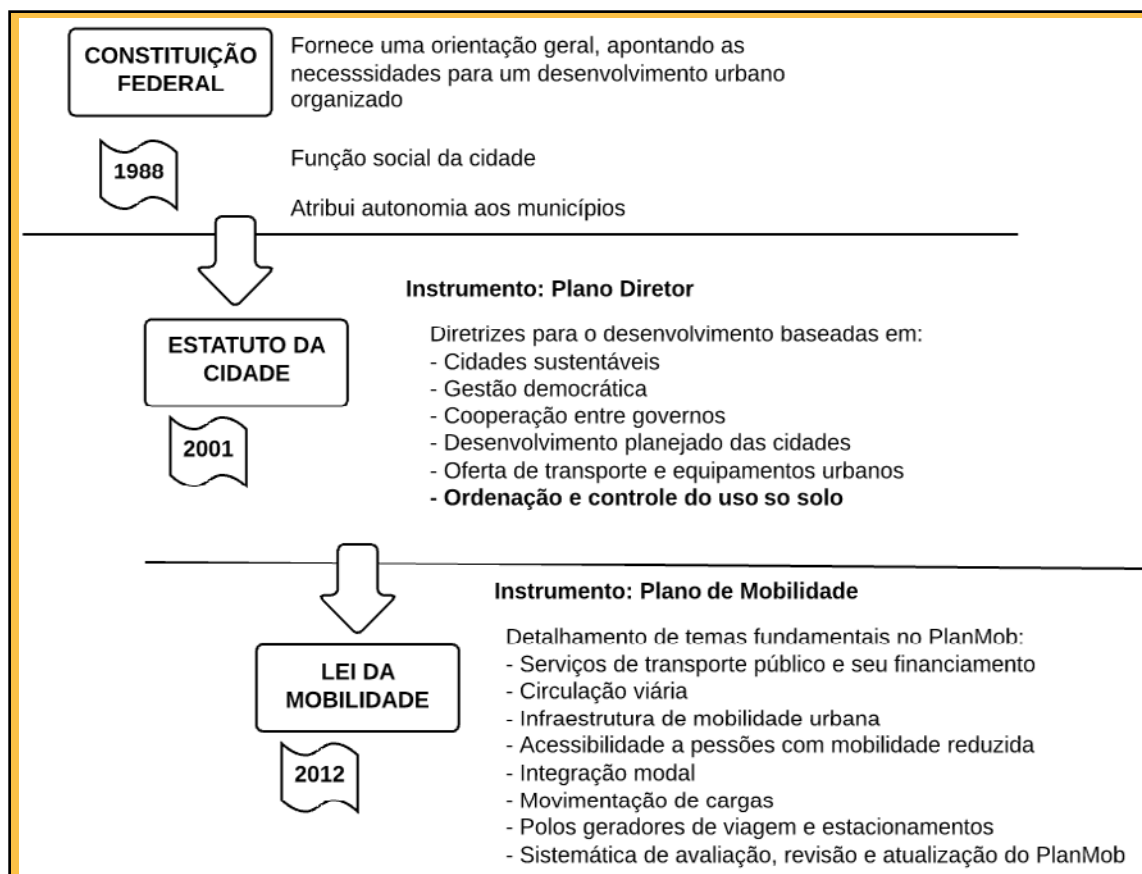 CONSTITUIÇÃO
FEDERAL
Fornece uma orientação geral, apontando as
necesssidades para um desenvolvimento urbano
organizado
1988
Função social da cidade
Atribui autonomia aos municípios
Instrumento: Plano Diretor
ESTATUTO DA
CIDADE
2001
Diretrizes para o desenvolvimento baseadas em:
- Cidades sustentáveis
- Gestão democrática
- Cooperação entre governos
- Desenvolvimento planejado das cidades
- Oferta de transporte e equipamentos urbanos
- Ordenação e controle do uso so solo
Instrumento: Plano de Mobilidade
LEI DA
MOBILIDADE
2012
Detalhamento de temas fundamentais no PlanMob:
- Serviços de transporte público e seu financiamento
- Circulação viária
- Infraestrutura de mobilidade urbana
- Acessibilidade a pessões com mobilidade reduzida
- Integração modal
- Movimentação de cargas
- Polos geradores de viagem e estacionamentos
- Sistemática de avaliação, revisão e atualização do PlanMob